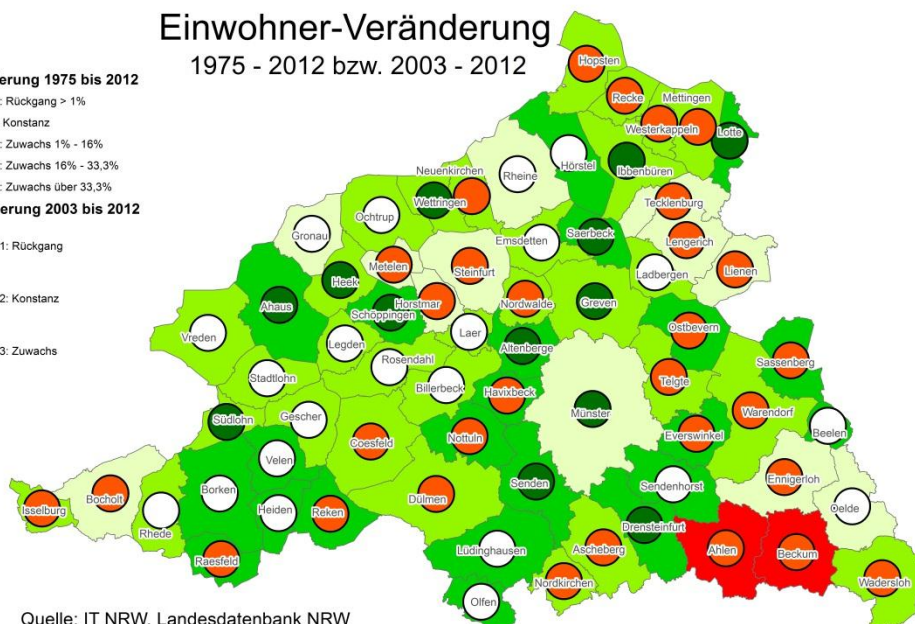 Einwohner-Veränderung
1975 - 2012 bzw. 2003 - 2012
erung 1975 bis 2012
: Rückgang > 1%
Konstanz
: Zuwachs 1% - 16%
: Zuwachs 16% - 33,3%
: Zuwachs über 33,3%
erung 2003 bis 2012
1: Rückgang
2: Konstanz
3: Zuwachs
Hopsten
Recke
Mettingen
Westerkappeln
Lotte
Hörstel
Ibbenbüren
Neuenkirchen
Rheine
Wettringen
Tecklenburg
Ochtrup
Gronau
Emsdetten
Saerbeck
Lengerich
Metelen
Steinfurt
Ladbergen
Lienen
Heek
Ahaus
Schöppingen
Horstmar
Nordwalde
Greven
Vreden
Legden
Laer
Altenberge
Ostbevern
Rosendahl
Sassenberg
Stadtlohn
Billerbeck
Havixbeck
Telgte
Münster
Warendorf
Südlohn
Gescher
Coesfeld
Nottuln
Everswinkel
Beelen
Velen
Ennigerloh
Isselburg
Bocholt
Borken
Senden
Sendenhorst
Rhede
Heiden
Reken
Dülmen
Oelde
Drensteinfurt
Raesfeld
Lüdinghausen
Ascheberg
Ahlen
Beckum
Nordkirchen
Wadersloh
Olfen
Quelle: IT NRW, Landesdatenbank NRW